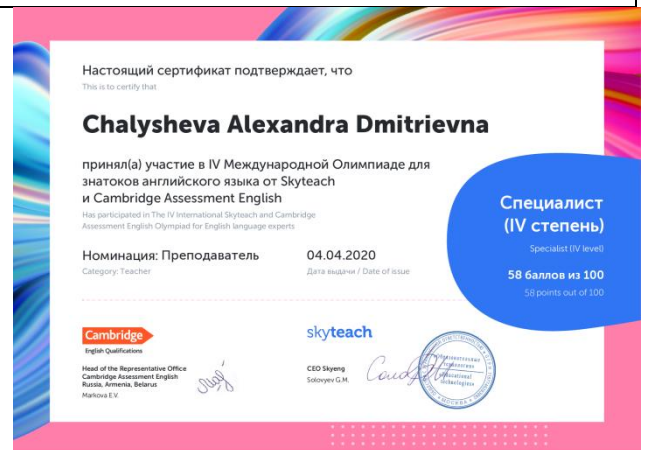 Настоящий сертификат подтверждает, что
This is to certify that
Chalysheva Alexandra Dmitrievna
принял(а) участие в IV Международной Олимпиаде для
знатоков английского языка от Skyteach
и Cambridge Assessment English
Has participated in The IV International Skyteach and Cambridge
Assessment English Olympiad for English language experts
Специалист
(IV степень)
Specialist (IV level)
58 баллов из 100
58 points out of 100
Номинация: Преподаватель
Category: Teacher
04.04.2020
Дата выдачи / Date of issue
Cambridge
English Qualifications
Head of the Representative Office
Cambridge Assessment English
Russia, Armenia, Belarus
Markova E.V.
skyteach
CEO Skyeng
Solovyev G.M.
educational
technologies
МОСКВА